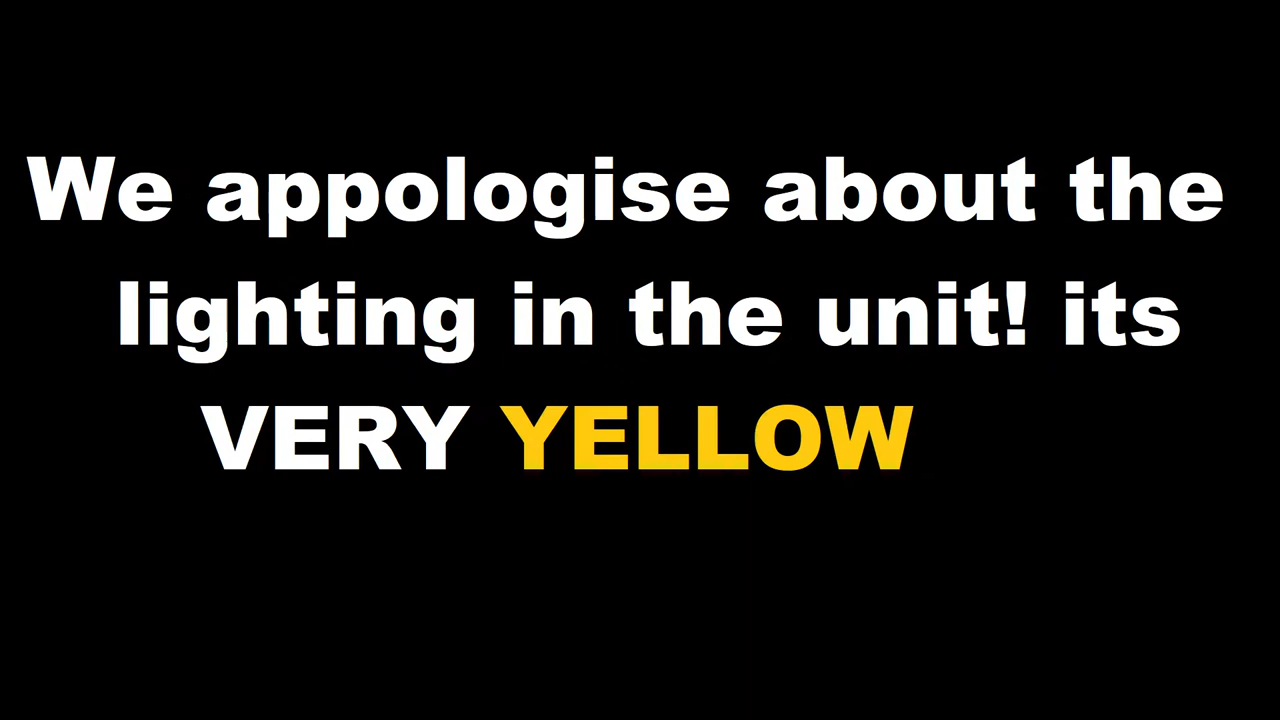 We appologise about the
lighting in the unit! its
VERY YELLOW